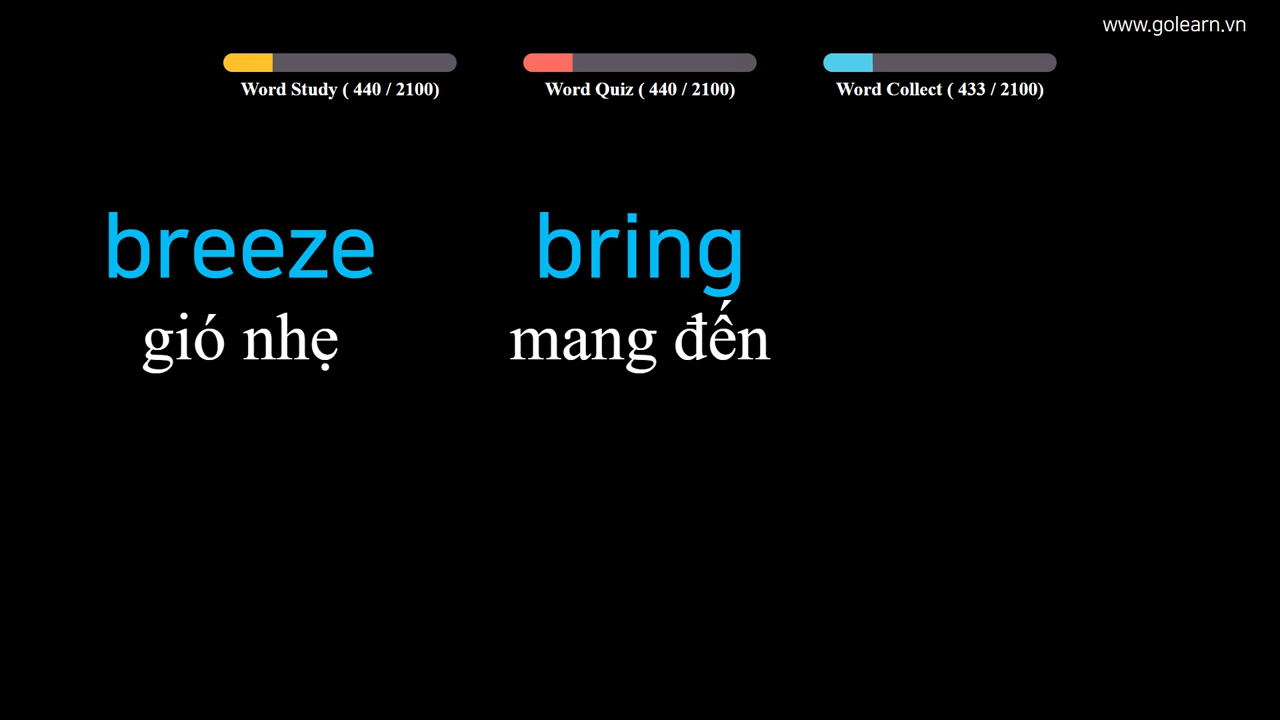 www.golearn.vn
Word Study ( 440 / 2100)
Word Quiz ( 440 / 2100)
Word Collect ( 433 / 2100)
breeze
gió nhẹ
bring
mang đến